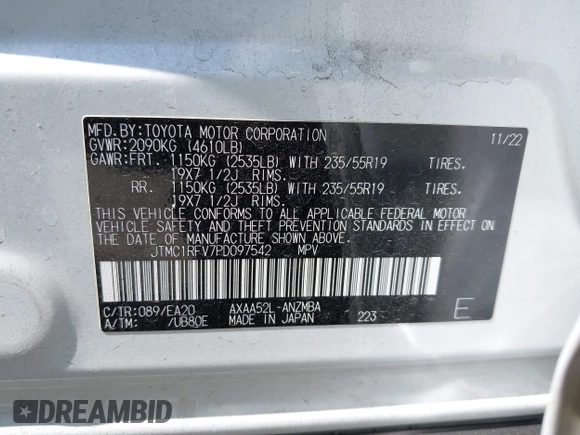 MFD.BY:TOYOTA MOTOR CORPORATION 11/22
GVWR:2090KG (4610LB)
GAWR:FRT. 1150KG (2535LB) WITH 235/55R19 TIRES.
19X7 1/2J RIMS.
RR. 1150KG (2535LB) WITH 235/55R19 TIRES.
19X7 1/2J RIMS.
THIS VEHICLE CONFORMS TO ALL APPLICABLE FEDERAL MOTOR
VEHICLE SAFETY AND THEFT PREVENTION STANDARDS IN EFFECT ON
THE DATE OF MANUFACTURE SHOWN ABOVE.
JTMC1RFV7PD097542 MPV
C/TR:089/EA20 AXAA52L-ANZMBA
A/TM: /UB80E MADE IN JAPAN 223 E
DREAMBID